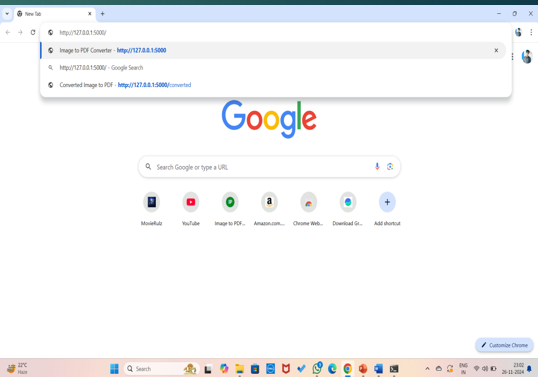 New Tab
http://127.0.0.1:5000/
Image to PDF Converter - http://127.0.0.1:5000
http://127.0.0.1:5000/ - Google Search
Converted Image to PDF - http://127.0.0.1:5000/converted
Google
Search Google or type a URL
MovieRulz YouTube Image to PDF... Amazon.com... Chrome Web... Download Gr... Add shortcut
Customize Chrome
22°C
Haze
Search
ENG
IN
23:02
20-11-2024